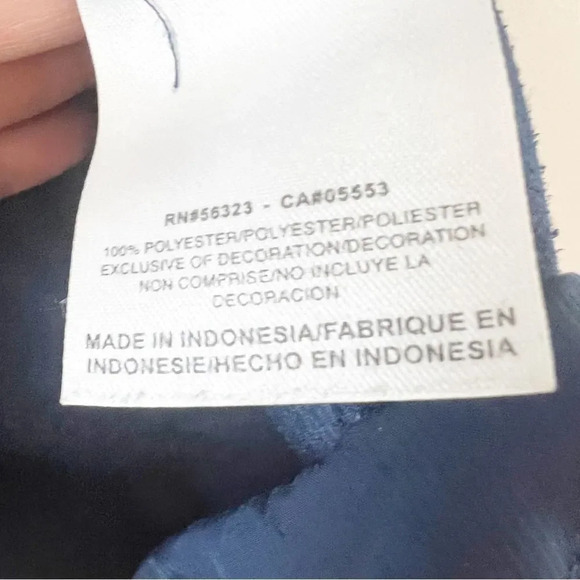 RN#56323 - CA#05553
100% POLYESTER/POLYESTER/POLIESTER
EXCLUSIVE OF DECORATION/DECORATION
NON COMPRISE/NO INCLUYE LA
DECORACION
MADE IN INDONESIA/FABRIQUE EN
INDONESIE/HECHO EN INDONESIA